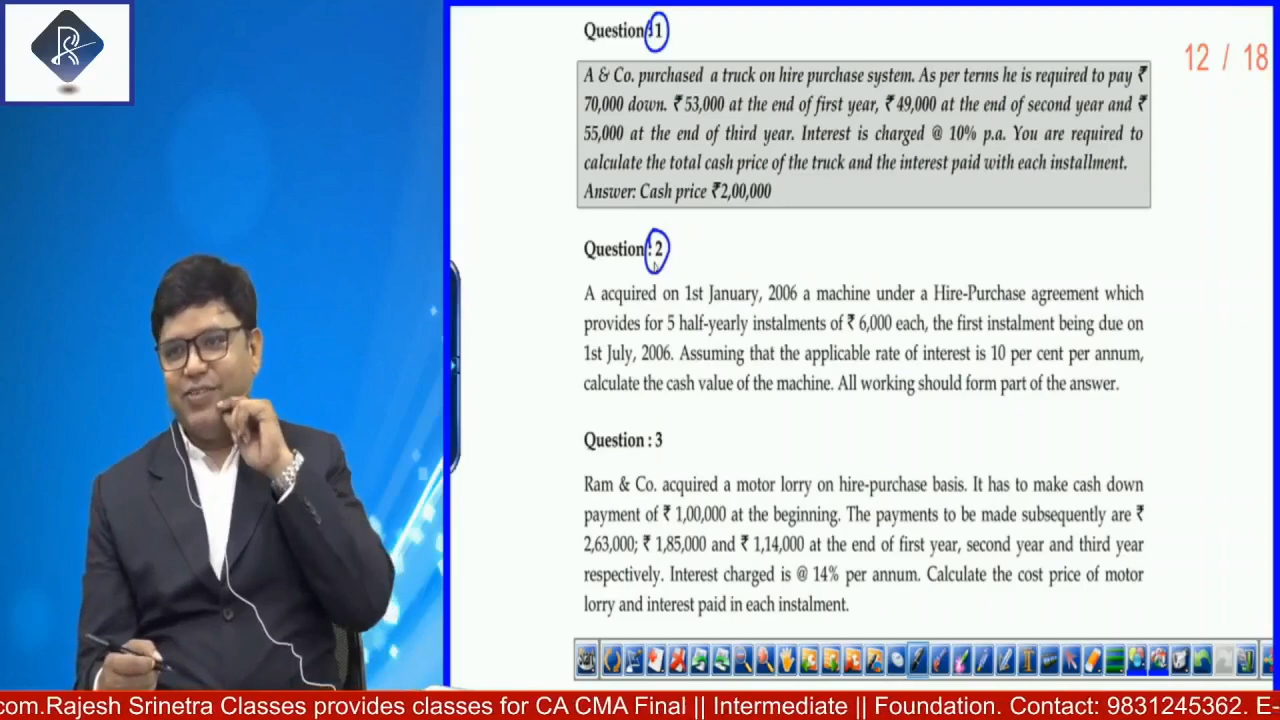 RS
Question : 1
12 / 18
A & Co. purchased a truck on hire purchase system. As per terms he is required to pay ₹
70,000 down. ₹ 53,000 at the end of first year, ₹ 49,000 at the end of second year and ₹
55,000 at the end of third year. Interest is charged @ 10% p.a. You are required to
calculate the total cash price of the truck and the interest paid with each installment.
Answer: Cash price ₹2,00,000
Question : 2
A acquired on 1st January, 2006 a machine under a Hire-Purchase agreement which
provides for 5 half-yearly instalments of ₹ 6,000 each, the first instalment being due on
1st July, 2006. Assuming that the applicable rate of interest is 10 per cent per annum,
calculate the cash value of the machine. All working should form part of the answer.
Question : 3
Ram & Co. acquired a motor lorry on hire-purchase basis. It has to make cash down
payment of ₹ 1,00,000 at the beginning. The payments to be made subsequently are ₹
2,63,000; ₹ 1,85,000 and ₹ 1,14,000 at the end of first year, second year and third year
respectively. Interest charged is @ 14% per annum. Calculate the cost price of motor
lorry and interest paid in each instalment.
com.Rajesh Srinetra Classes provides classes for CA CMA Final || Intermediate || Foundation. Contact: 9831245362. E-